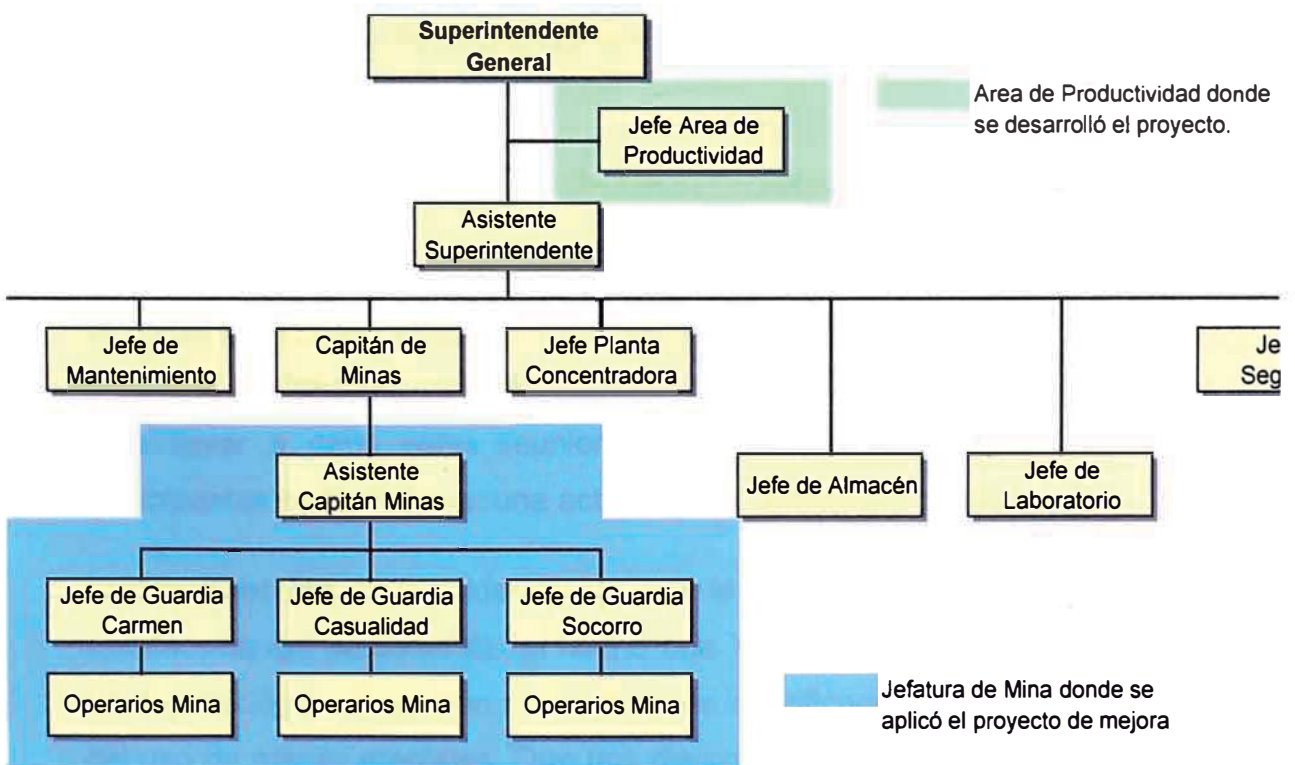 Superintendente
General
Area de Productividad donde
se desarrolló el proyecto.
Jefe Area de
Productividad
Asistente
Superintendente
Jefe de
Mantenimiento
Capitán de
Minas
Jefe Planta
Concentradora
Je
Seg
Asistente
Capitán Minas
Jefe de Almacén
Jefe de
Laboratorio
Jefe de Guardia
Carmen
Jefe de Guardia
Casualidad
Jefe de Guardia
Socorro
Operarios Mina
Operarios Mina
Operarios Mina
Jefatura de Mina donde se
aplicó el proyecto de mejora